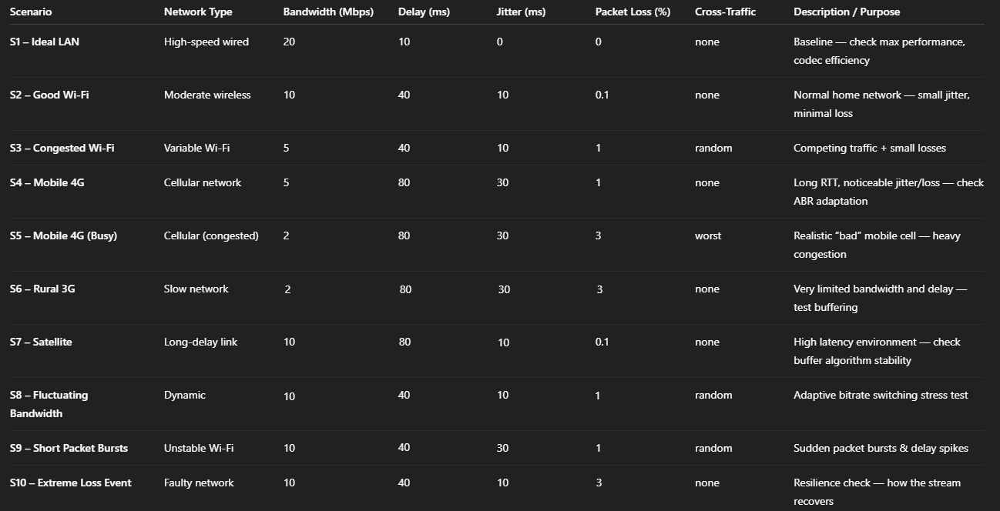 Scenario Network Type Bandwidth (Mbps) Delay (ms) Jitter (ms) Packet Loss (%) Cross-Traffic Description / Purpose
S1 – Ideal LAN High-speed wired 20 10 0 0 none Baseline — check max performance,
codec efficiency
S2 – Good Wi-Fi Moderate wireless 10 40 10 0.1 none Normal home network — small jitter,
minimal loss
S3 – Congested Wi-Fi Variable Wi-Fi 5 40 10 1 random Competing traffic + small losses
S4 – Mobile 4G Cellular network 5 80 30 1 none Long RTT, noticeable jitter/loss — check
ABR adaptation
S5 – Mobile 4G (Busy) Cellular (congested) 2 80 30 3 worst Realistic “bad” mobile cell — heavy
congestion
S6 – Rural 3G Slow network 2 80 30 3 none Very limited bandwidth and delay —
test buffering
S7 – Satellite Long-delay link 10 80 10 0.1 none High latency environment — check
buffer algorithm stability
S8 – Fluctuating Dynamic 10 40 10 1 random Adaptive bitrate switching stress test
Bandwidth
S9 – Short Packet Bursts Unstable Wi-Fi 10 40 30 1 random Sudden packet bursts & delay spikes
S10 – Extreme Loss Event Faulty network 10 40 10 3 none Resilience check — how the stream
recovers